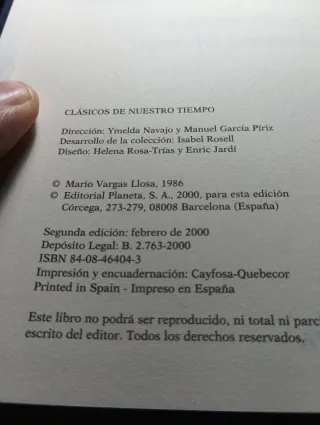 CLÁSICOS DE NUESTRO TIEMPO
Dirección: Ymelda Navajo y Manuel García Píriz
Desarrollo de la colección: Isabel Rosell
Diseño: Helena Rosa-Trías y Enric Jardí
© Mario Vargas Llosa, 1986
© Editorial Planeta, S. A., 2000, para esta edición
Córcega, 273-279, 08008 Barcelona (España)
Segunda edición: febrero de 2000
Depósito Legal: B. 2.763-2000
ISBN 84-08-46404-3
Impresión y encuadernación: Cayfosa-Quebecor
Printed in Spain - Impreso en España
Este libro no podrá ser reproducido, ni total ni parc
escrito del editor. Todos los derechos reservados.